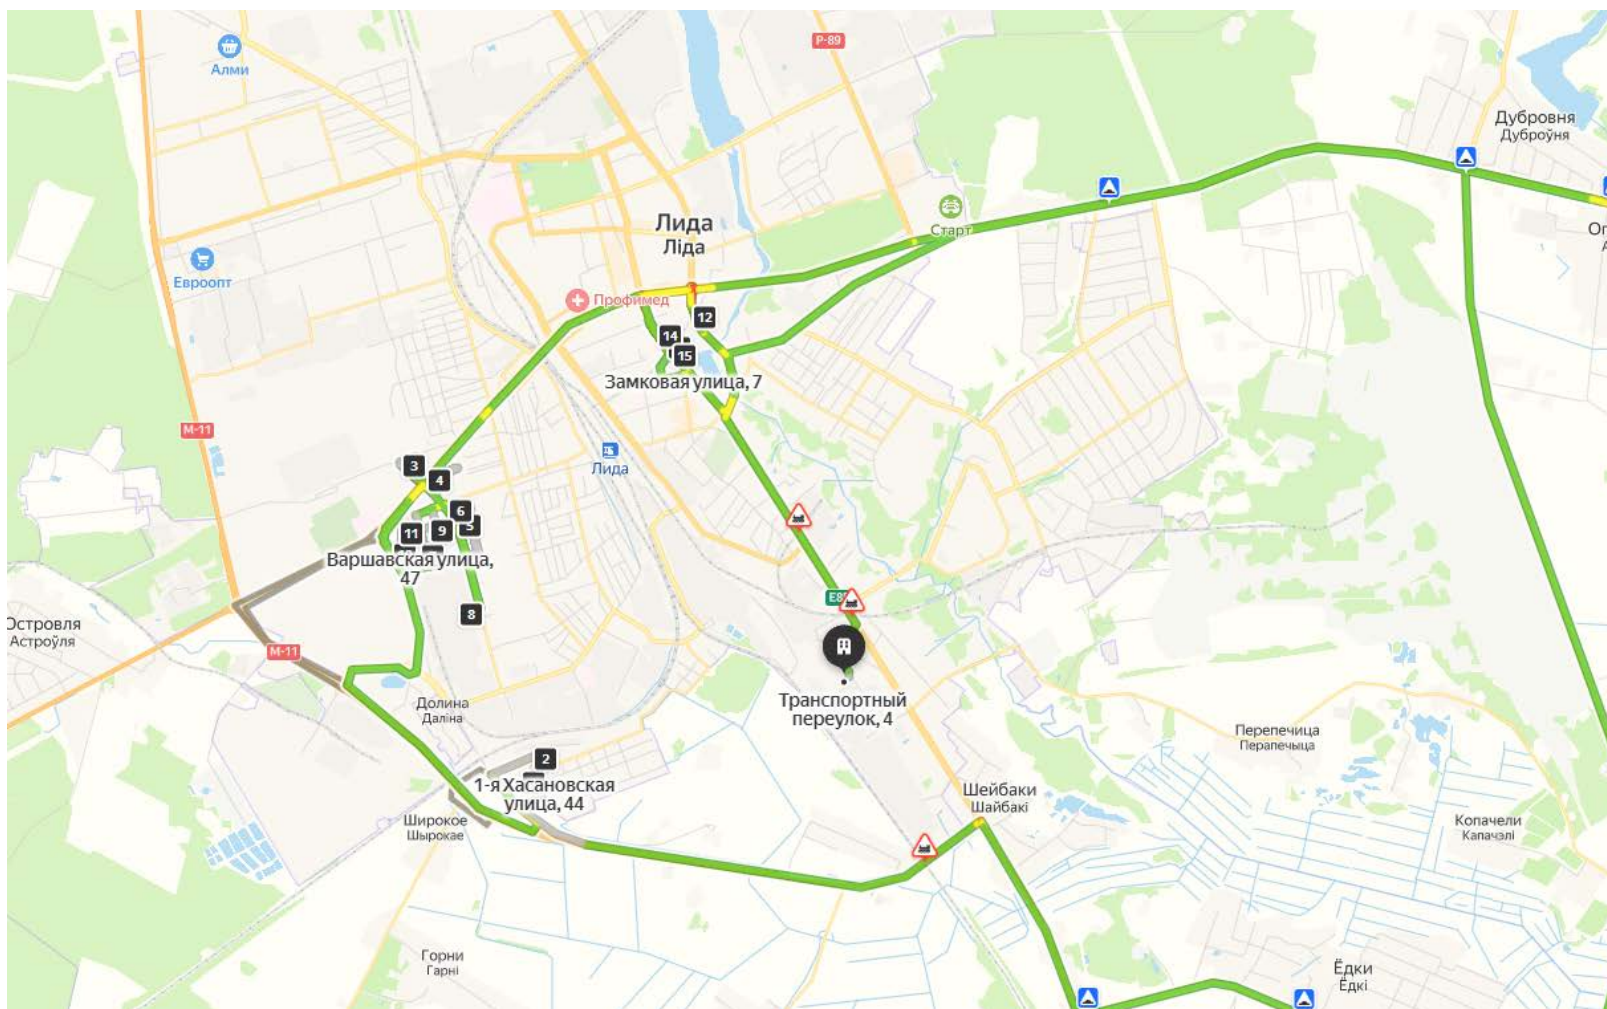 Р-89
Алми
Дубровня
Дуброўня
Старт
Лида
Ліда
Евроопт
Профимед
12
14
15
Замковая улица, 7
М-11
Лида
3
4
6
5
9
11
Варшавская улица,
47
8
Островля
Астроўля
М-11
Транспортный
переулок, 4
Долина
Даліна
Перепечица
Перапечыца
2
1-я Хасановская
улица, 44
Широкое
Шырокае
Шейбаки
Шайбакі
Копачели
Капачэлі
Горни
Гарні
Ёдки
Ёдкі